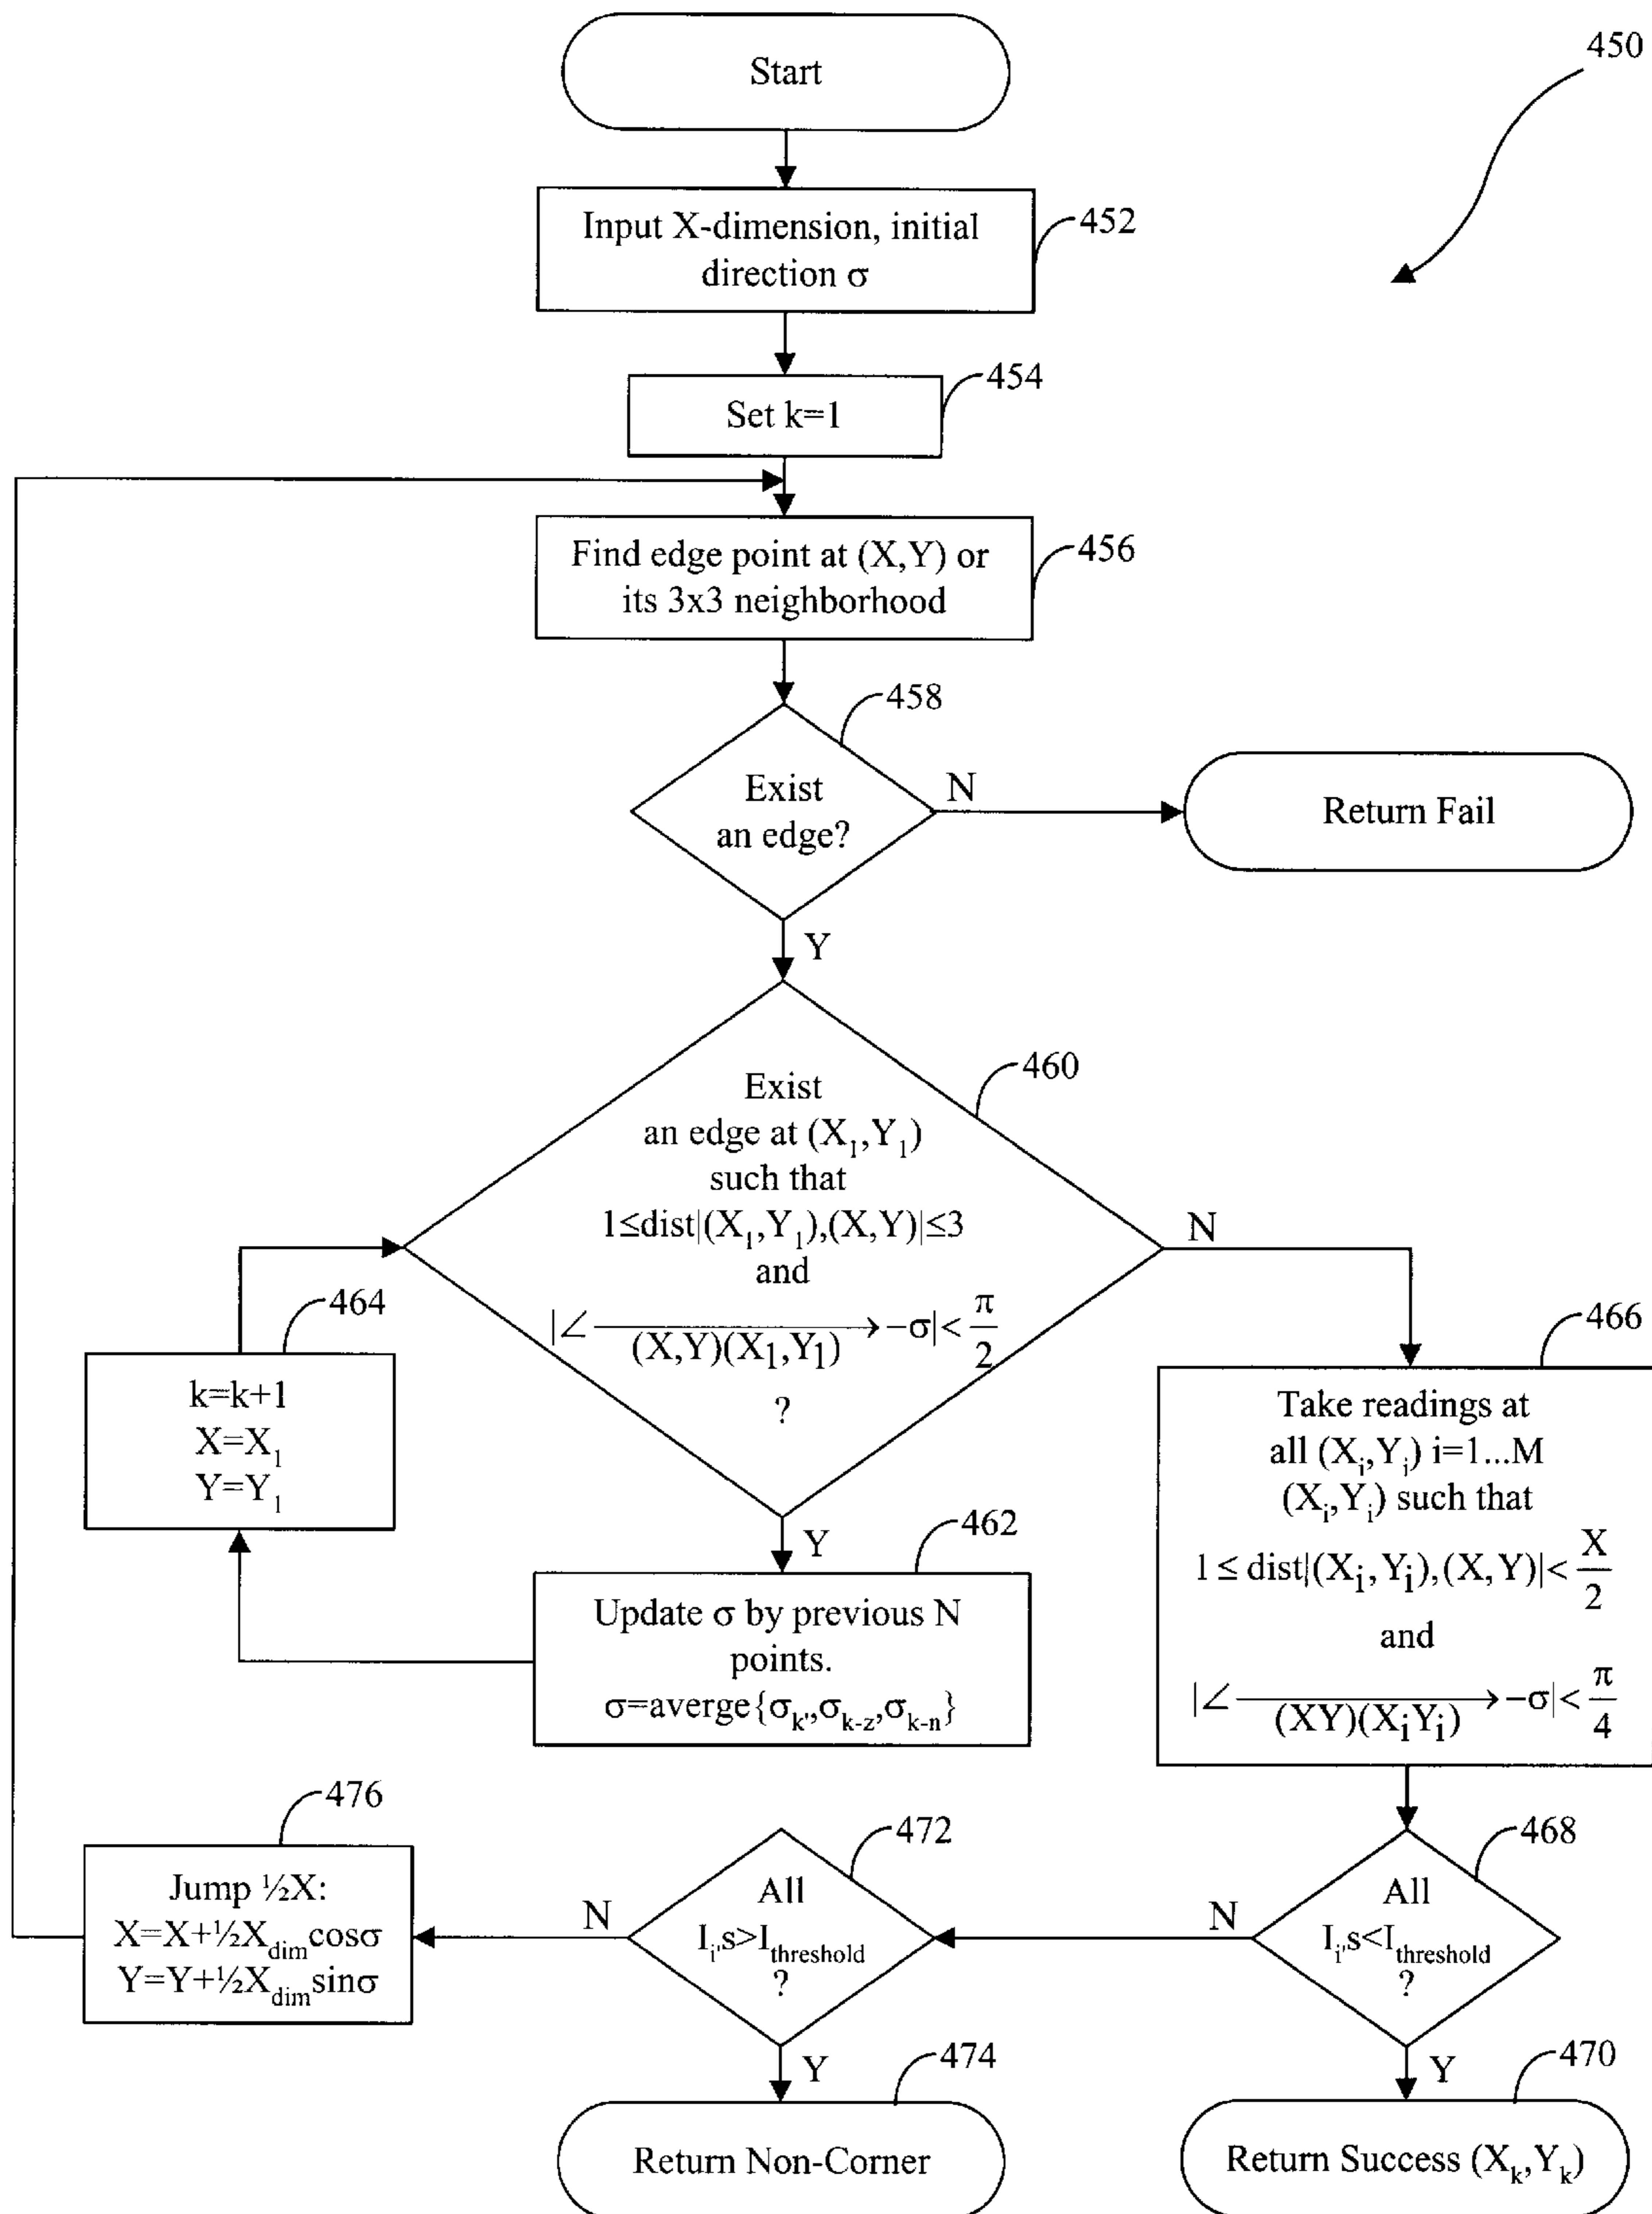 450
Start
452
Input X-dimension, initial
direction σ
454
Set k=1
456
Find edge point at (X,Y) or
its 3x3 neighborhood
458
Exist
an edge?
N
Return Fail
Y
460
Exist
an edge at (X₁,Y₁)
such that
1≤dist|(X₁,Y₁),(X,Y)|≤3
and
|∠ (X,Y)(X₁,Y₁) → −σ| < π/2
?
N
464
k=k+1
X=X₁
Y=Y₁
Y
462
Update σ by previous N
points.
σ=averge{σk',σk-z,σk-n}
466
Take readings at
all (Xi,Yi) i=1...M
(Xi,Yi) such that
1 ≤ dist|(Xi,Yi),(X,Y)| < X/2
and
|∠ (XY)(XiYi) → −σ| < π/4
468
All
Ii's<Ithreshold
?
N
Y
470
Return Success (Xk,Yk)
472
All
Ii's>Ithreshold
?
N
Y
474
Return Non-Corner
476
Jump ½X:
X=X+½Xdimcosσ
Y=Y+½Xdimsinσ